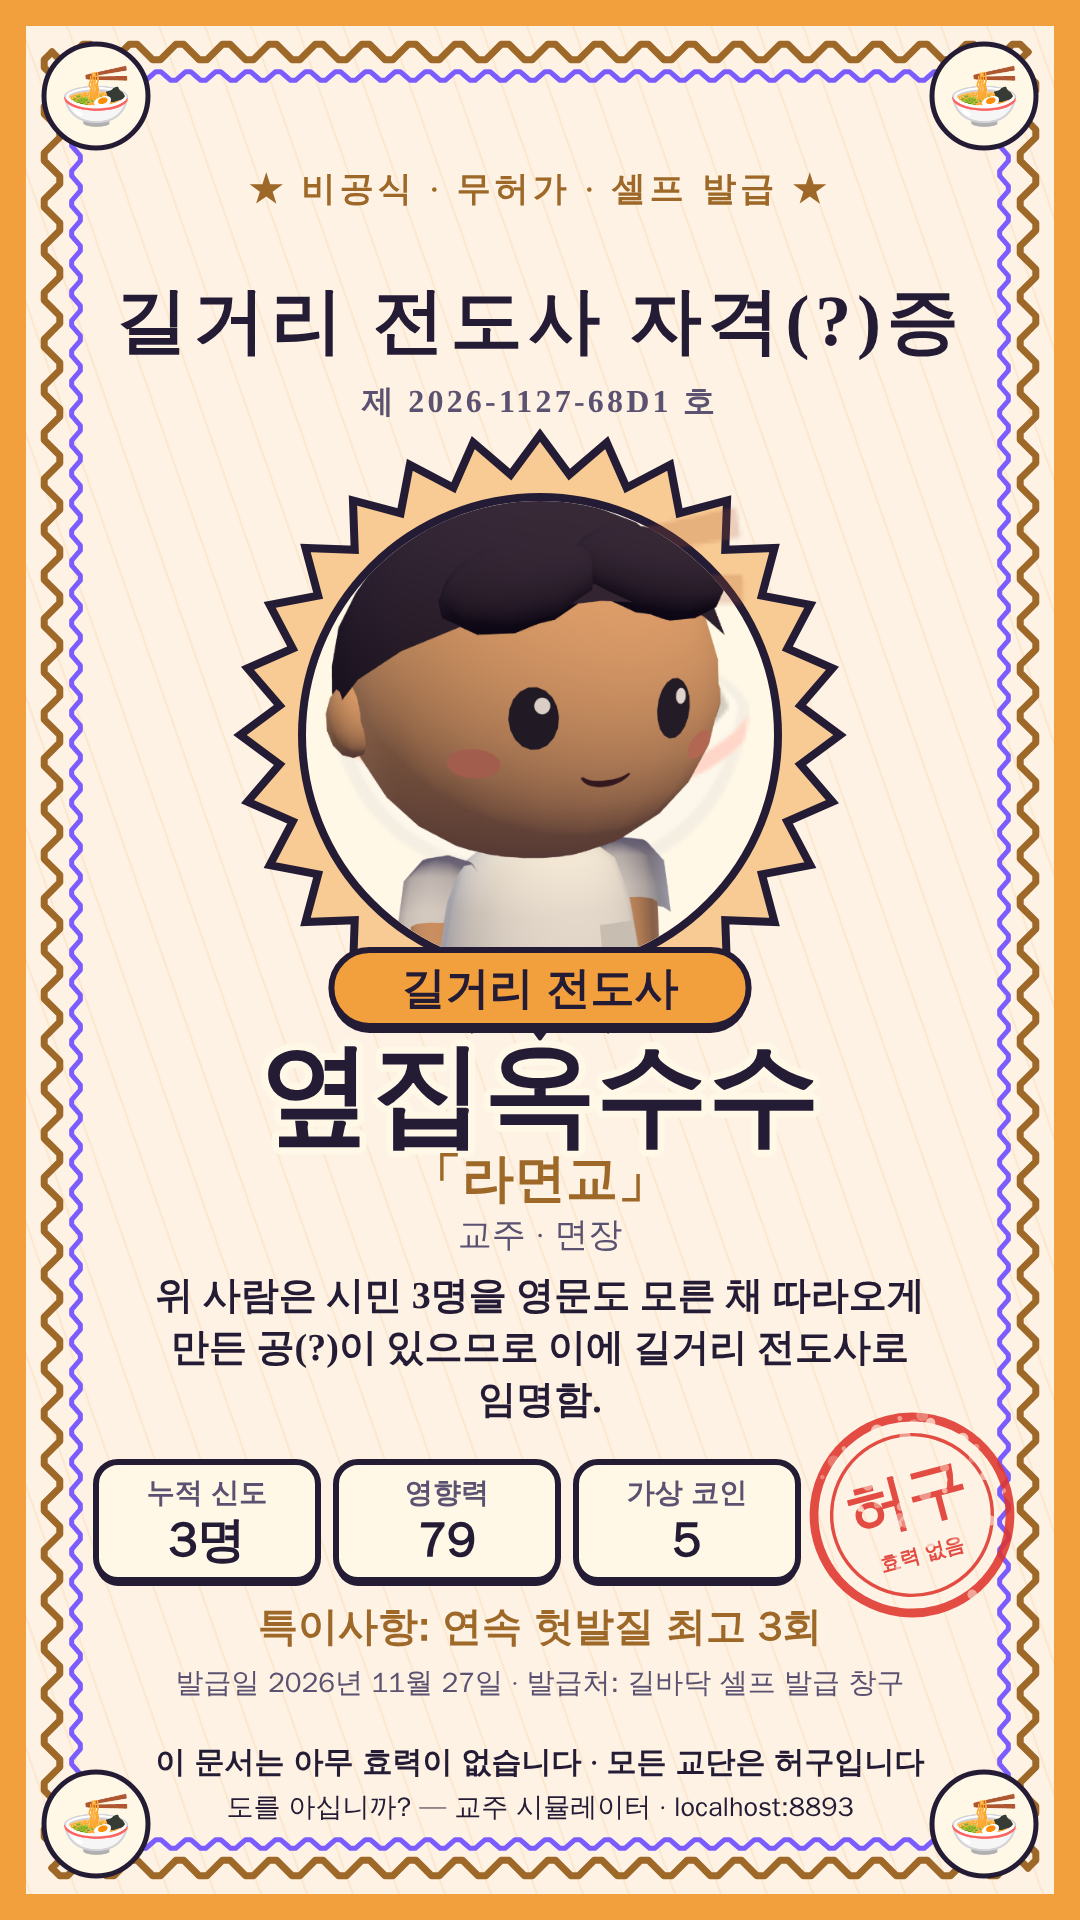 ★ 비공식 · 무허가 · 셀프 발급 ★
길거리 전도사 자격(?)증
제 2026-1127-68D1 호
길거리 전도사
옆집옥수수
「라면교」
교주 · 면장
위 사람은 시민 3명을 영문도 모른 채 따라오게
만든 공(?)이 있으므로 이에 길거리 전도사로
임명함.
누적 신도
3명
영향력
79
가상 코인
5
허구
효력 없음
특이사항: 연속 헛발질 최고 3회
발급일 2026년 11월 27일 · 발급처: 길바닥 셀프 발급 창구
이 문서는 아무 효력이 없습니다 · 모든 교단은 허구입니다
도를 아십니까? — 교주 시뮬레이터 · localhost:8893